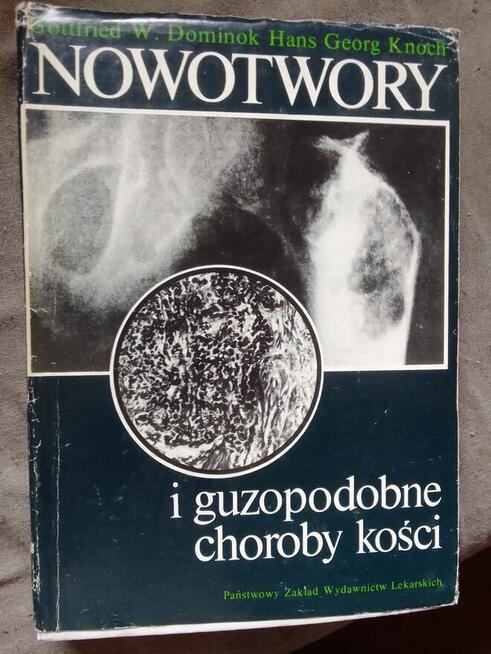 Gottfried W. Dominok Hans Georg Knoch
NOWOTWORY
i guzopodobne
choroby kości
Państwowy Zakład Wydawnictw Lekarskich